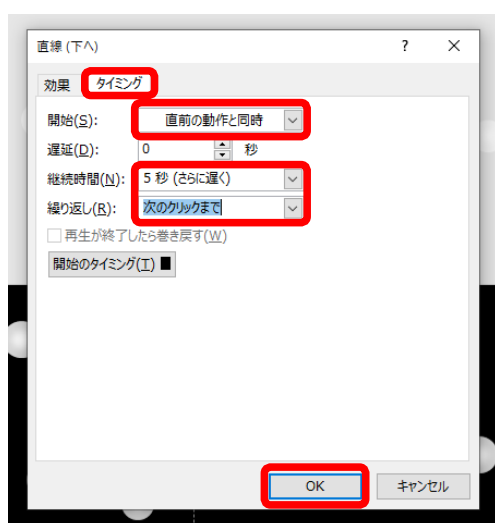 直線 (下へ) ?
効果 タイミング
開始(S): 直前の動作と同時
遅延(D): 0 秒
継続時間(N): 5 秒 (さらに遅く)
繰り返し(R): 次のクリックまで
再生が終了したら巻き戻す(W)
開始のタイミング(T)
OK キャンセル